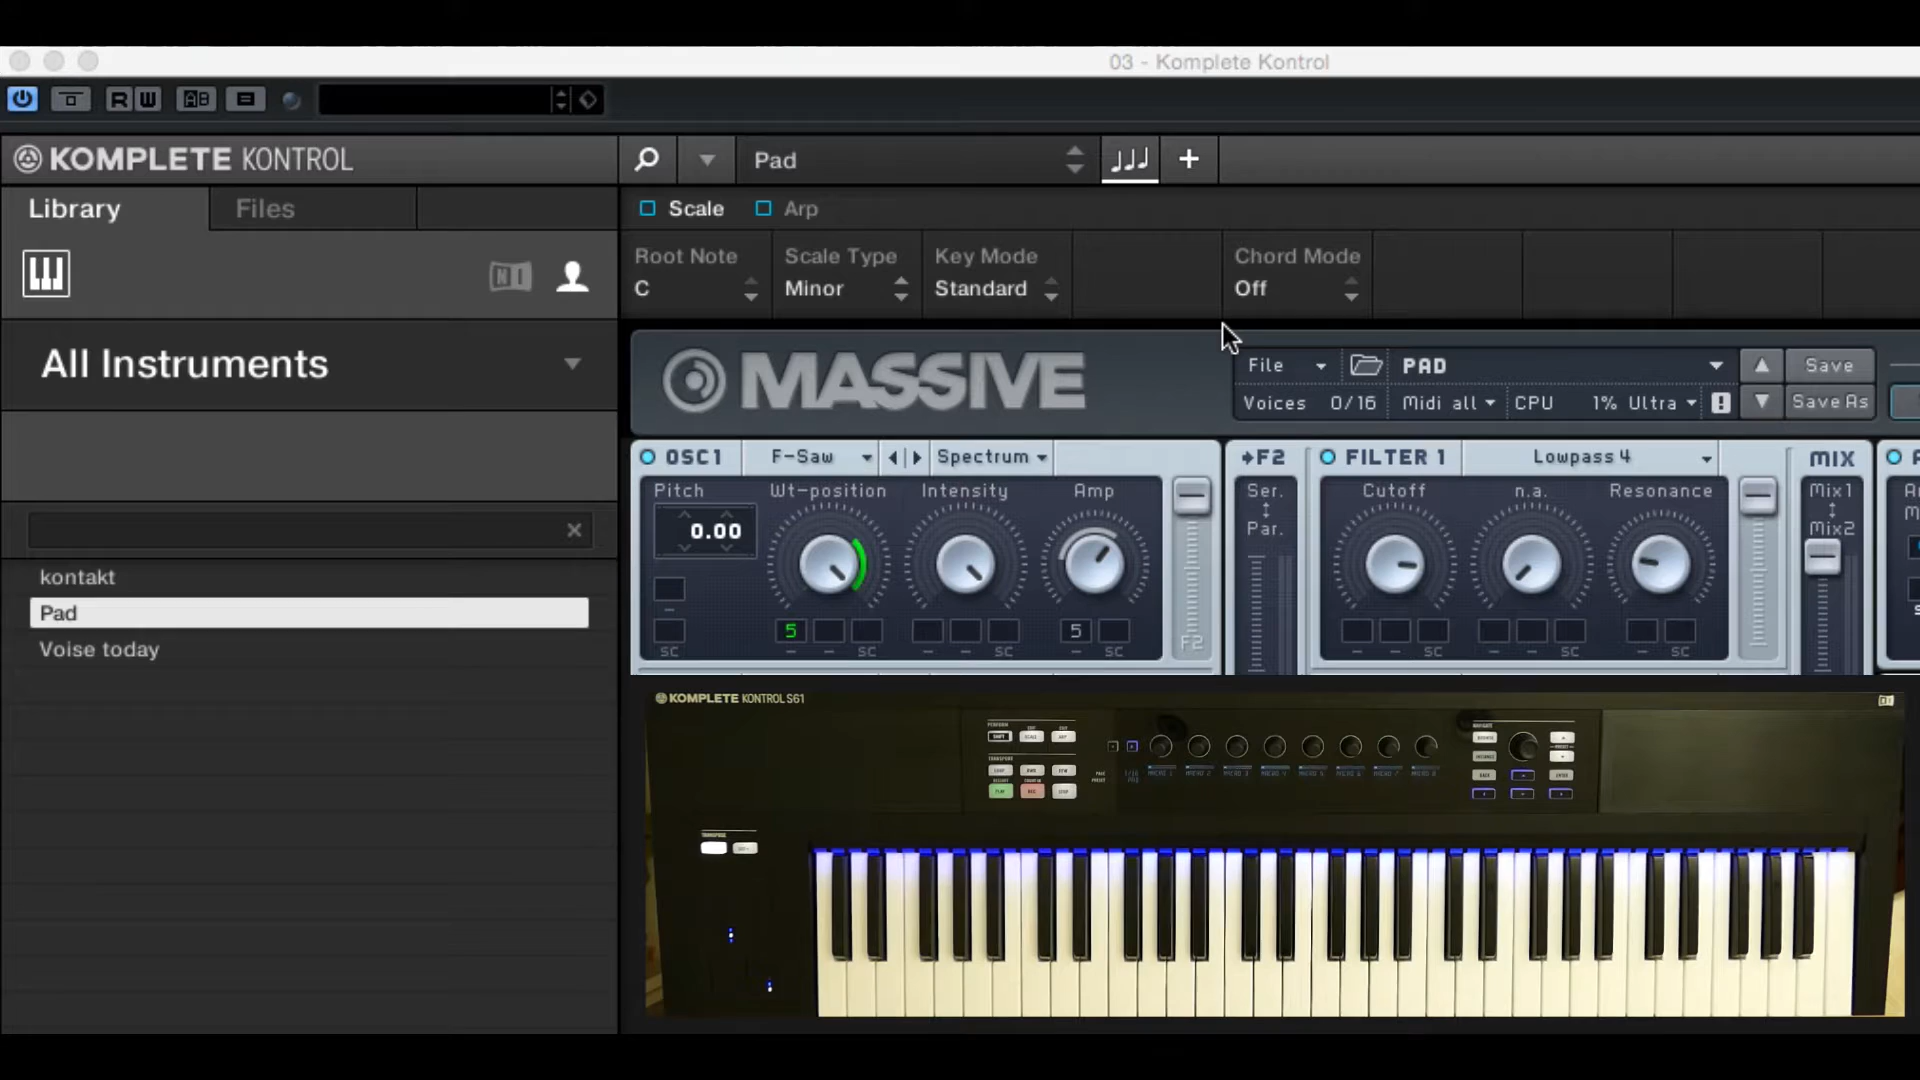 03 - Komplete Kontrol
R W AB
KOMPLETE KONTROL
Pad
Library Files
Scale Arp
NI
Root Note Scale Type Key Mode Chord Mode
C Minor Standard Off
All Instruments
MASSIVE
File PAD Save
Voices 0/16 Midi all CPU 1% Ultra ! Save As
OSC1 F-Saw Spectrum F2 FILTER 1 Lowpass 4 MIX
Pitch Wt-position Intensity Amp Ser. Cutoff n.a. Resonance Mix1
0.00 Par. Mix2
kontakt
Pad
Voise today
5 5 F2
SC SC SC SC SC SC SC
KOMPLETE KONTROL S61